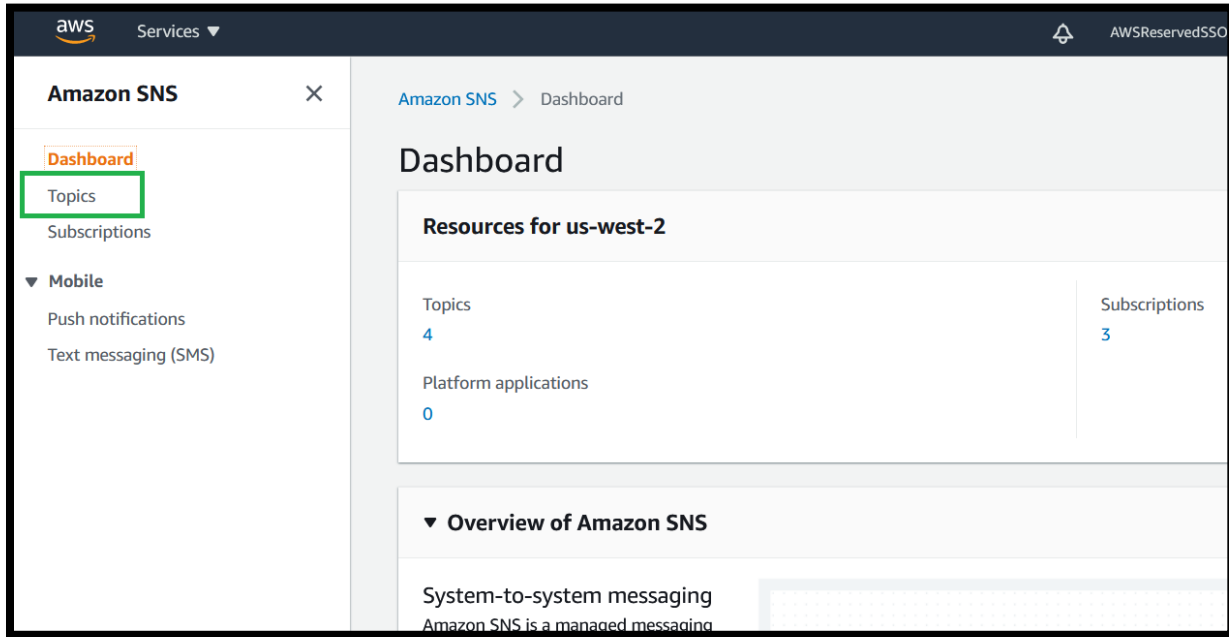 aws Services AWSReservedSSO
Amazon SNS
Dashboard
Topics
Subscriptions
Mobile
Push notifications
Text messaging (SMS)
Amazon SNS Dashboard
Dashboard
Resources for us-west-2
Topics Subscriptions
4 3
Platform applications
0
Overview of Amazon SNS
System-to-system messaging
Amazon SNS is a managed messaging